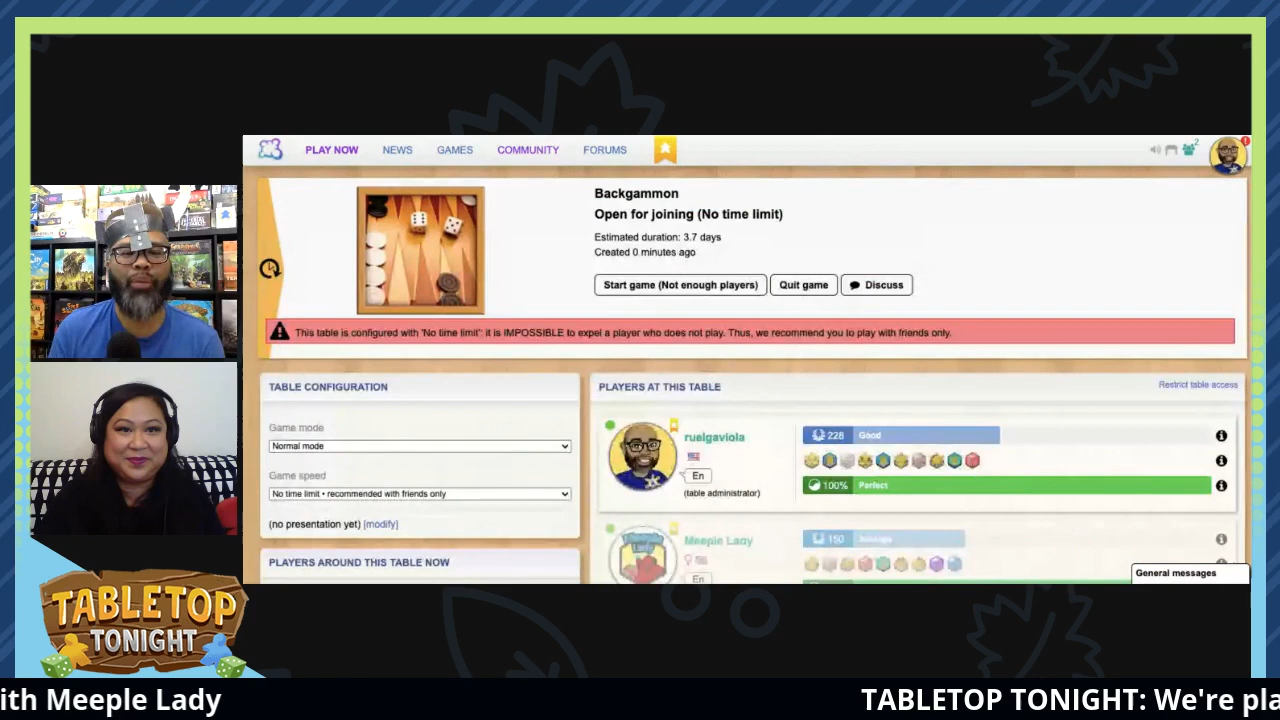 PLAY NOW NEWS GAMES COMMUNITY FORUMS
2
Backgammon
Open for joining (No time limit)
Estimated duration: 3.7 days
Created 0 minutes ago
Start game (Not enough players) Quit game Discuss
This table is configured with 'No time limit': it is IMPOSSIBLE to expel a player who does not play. Thus, we recommend you to play with friends only.
TABLE CONFIGURATION
Game mode
Normal mode
Game speed
No time limit • recommended with friends only
(no presentation yet) [modify]
PLAYERS AROUND THIS TABLE NOW
PLAYERS AT THIS TABLE
Restrict table access
ruelgaviola
228 Good
En
(table administrator)
100% Perfect
Meeple Lady
150 Average
En
General messages
TABLETOP
TONIGHT
ith Meeple Lady TABLETOP TONIGHT: We're pla